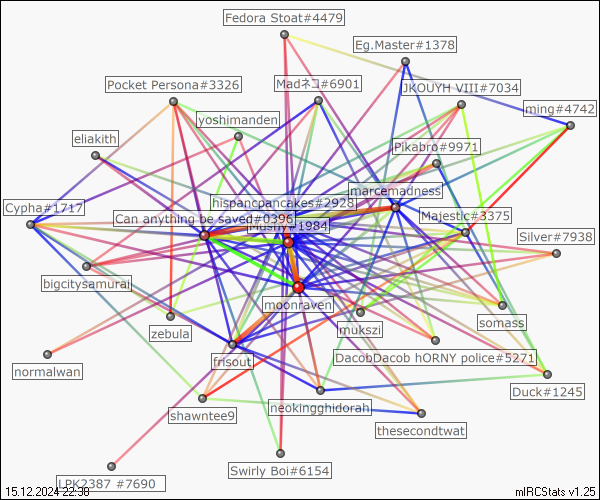 Fedora Stoat#4479
Eg.Master#1378
Pocket Persona#3326
Madネコ#6901
JKOUYH VIII#7034
ming#4742
yoshimanden
eliakith
Pikabro#9971
marcemadness
hispancpancakes#2928
Cypha#1717
Can anything be saved#0396
Mushy#1984
Majestic#3375
Silver#7938
bigcitysamurai
moonraven
zebula
mukszi
somass
frisout
DacobDacob hORNY police#5271
normalwan
Duck#1245
shawntee9
neokingghidorah
thesecondtwat
Swirly Boi#6154
LPK2387 #7690
15.12.2024 22:38
mIRCStats v1.25